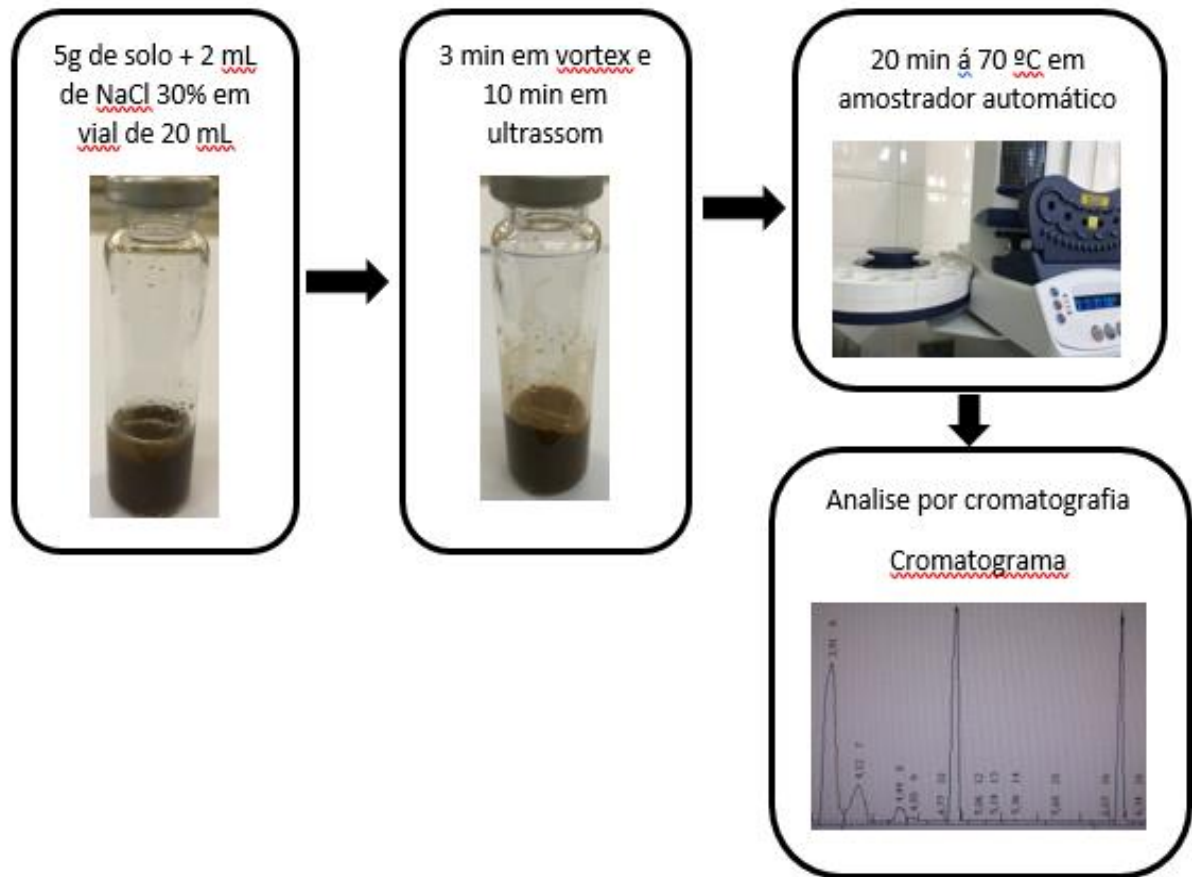 5g de solo + 2 mL
de NaCl 30% em
vial de 20 mL
3 min em vortex e
10 min em
ultrassom
20 min á 70 ºC em
amostrador automático
Analise por cromatografia
Cromatograma